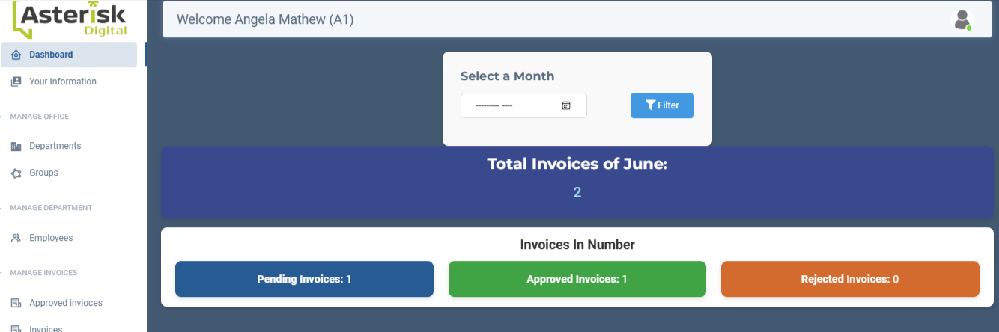 Asterisk
Digital
Welcome Angela Mathew (A1)
Dashboard
Your Information
MANAGE OFFICE
Departments
Groups
MANAGE DEPARTMENT
Employees
MANAGE INVOICES
Approved invioces
Invoices
Select a Month
--------- ----
Filter
Total Invoices of June:
2
Invoices In Number
Pending Invoices: 1
Approved Invoices: 1
Rejected Invoices: 0